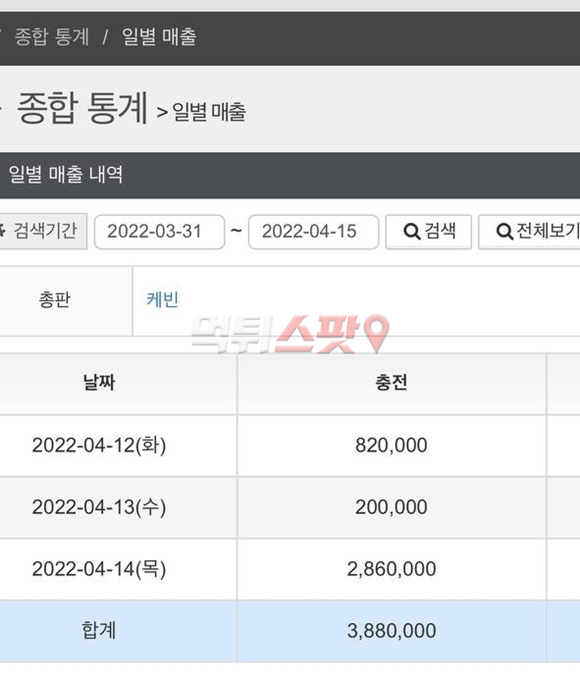 / 종합 통계 / 일별 매출
종합 통계 > 일별 매출
일별 매출 내역
검색기간 2022-03-31 ~ 2022-04-15 검색 전체보기
총판 케빈
먹튀스팟
날짜 충전
2022-04-12(화) 820,000
2022-04-13(수) 200,000
2022-04-14(목) 2,860,000
합계 3,880,000